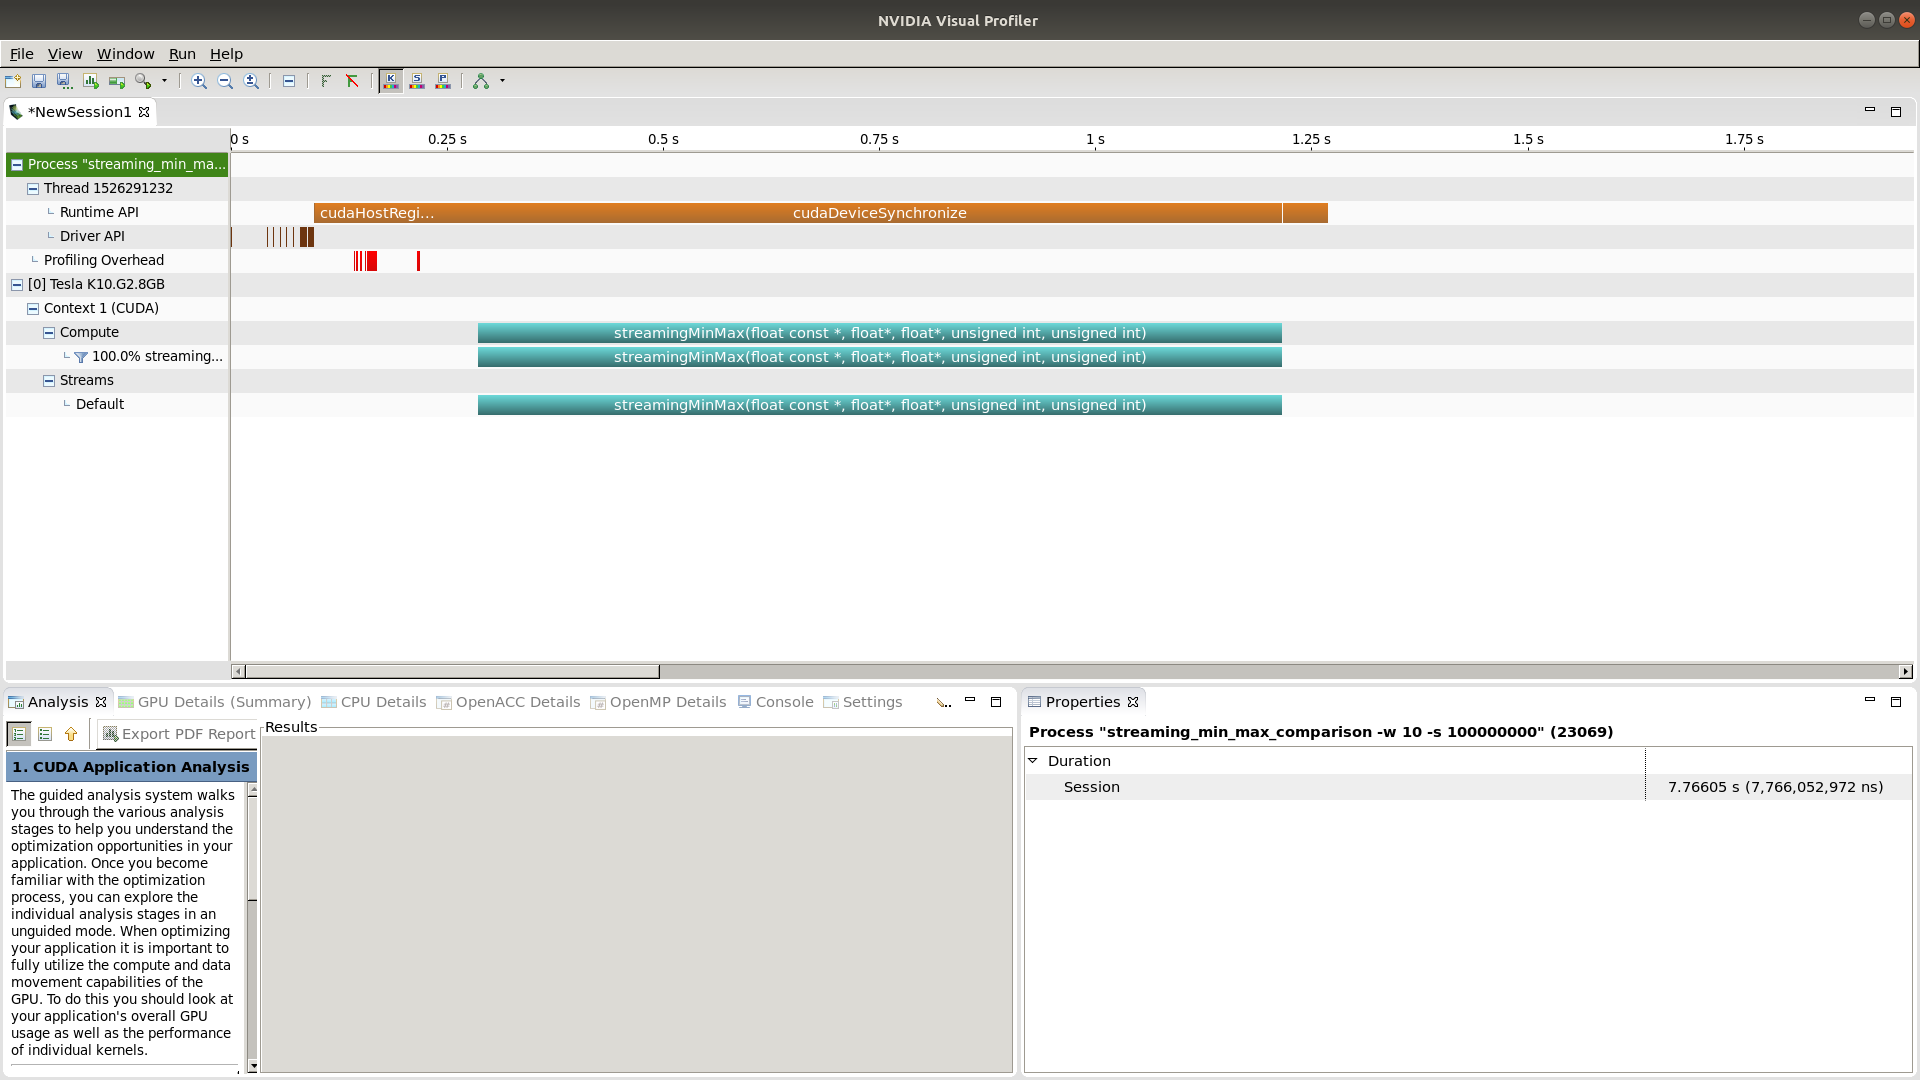 NVIDIA Visual Profiler
File View Window Run Help
*NewSession1
0 s 0.25 s 0.5 s 0.75 s 1 s 1.25 s 1.5 s 1.75 s
Process "streaming_min_ma...
Thread 1526291232
Runtime API cudaHostRegi... cudaDeviceSynchronize
Driver API
Profiling Overhead
[0] Tesla K10.G2.8GB
Context 1 (CUDA)
Compute streamingMinMax(float const *, float*, float*, unsigned int, unsigned int)
100.0% streaming... streamingMinMax(float const *, float*, float*, unsigned int, unsigned int)
Streams
Default streamingMinMax(float const *, float*, float*, unsigned int, unsigned int)
Analysis GPU Details (Summary) CPU Details OpenACC Details OpenMP Details Console Settings
Export PDF Report
Results
1. CUDA Application Analysis
The guided analysis system walks
you through the various analysis
stages to help you understand the
optimization opportunities in your
application. Once you become
familiar with the optimization
process, you can explore the
individual analysis stages in an
unguided mode. When optimizing
your application it is important to
fully utilize the compute and data
movement capabilities of the
GPU. To do this you should look at
your application's overall GPU
usage as well as the performance
of individual kernels.
Properties
Process "streaming_min_max_comparison -w 10 -s 100000000" (23069)
Duration
Session 7.76605 s (7,766,052,972 ns)